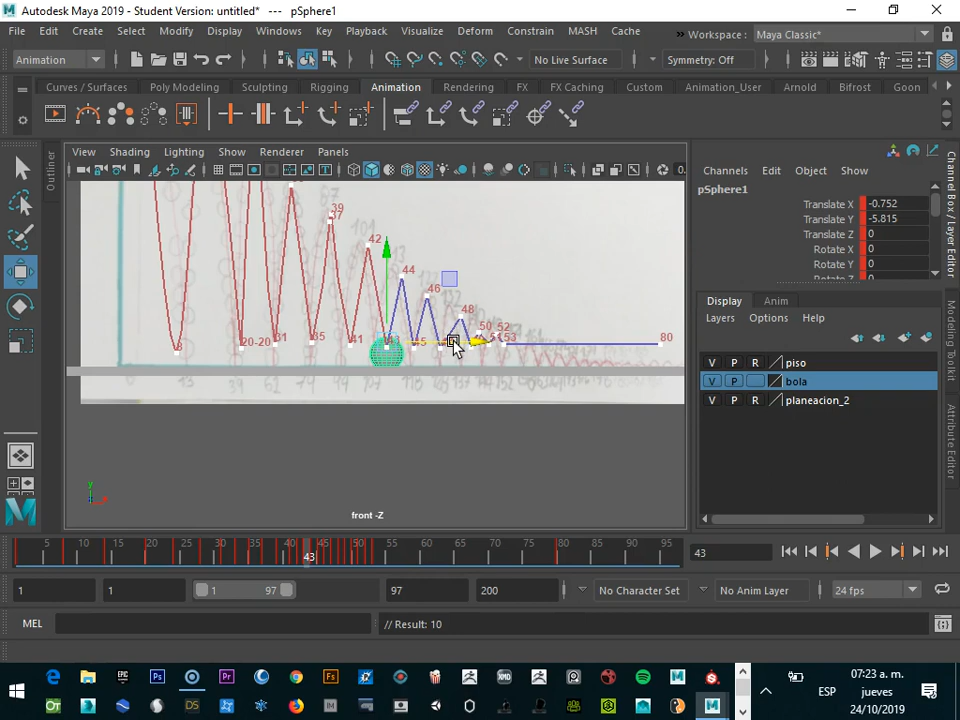 Autodesk Maya 2019 - Student Version: untitled* --- pSphere1
File Edit Create Select Modify Display Windows Key Playback Visualize Deform Constrain MASH Cache
Workspace : Maya Classic*
Animation
No Live Surface
Symmetry: Off
Curves / Surfaces Poly Modeling Sculpting Rigging Animation Rendering FX FX Caching Custom Animation_User Arnold Bifrost Goon
View Shading Lighting Show Renderer Panels
Outliner
Channels Edit Object Show
pSphere1
Translate X -0.752
Translate Y -5.815
Translate Z 0
Rotate X 0
Rotate Y 0
Rotate Z
Channel Box / Layer Editor
Modeling Toolkit
Attribute Editor
39
42
44
46
48
50 52
20-20 31 35 41 53 80
front -Z
Display Anim
Layers Options Help
V P R piso
V P bola
V P R planeacion_2
5 10 15 20 25 30 35 40 45 50 55 60 65 70 75 80 85 90 95
43
43
1 1 1 97 97 200
No Character Set
No Anim Layer
24 fps
MEL
// Result: 10
07:23 a. m.
ESP jueves
24/10/2019